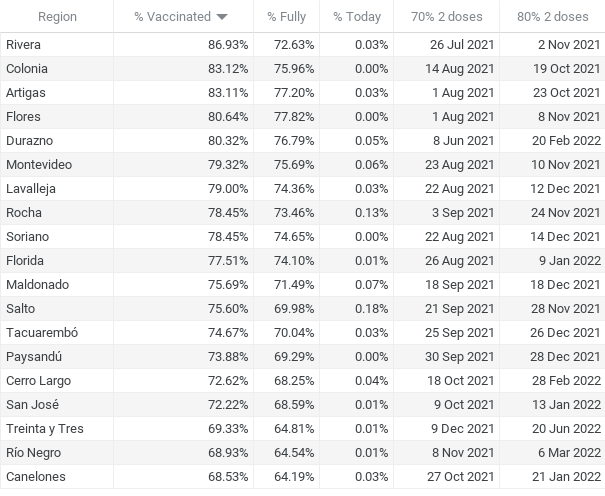 Region % Vaccinated % Fully % Today 70% 2 doses 80% 2 doses
Rivera 86.93% 72.63% 0.03% 26 Jul 2021 2 Nov 2021
Colonia 83.12% 75.96% 0.00% 14 Aug 2021 19 Oct 2021
Artigas 83.11% 77.20% 0.03% 1 Aug 2021 23 Oct 2021
Flores 80.64% 77.82% 0.00% 1 Aug 2021 8 Nov 2021
Durazno 80.32% 76.79% 0.05% 8 Jun 2021 20 Feb 2022
Montevideo 79.32% 75.69% 0.06% 23 Aug 2021 10 Nov 2021
Lavalleja 79.00% 74.36% 0.03% 22 Aug 2021 12 Dec 2021
Rocha 78.45% 73.46% 0.13% 3 Sep 2021 24 Nov 2021
Soriano 78.45% 74.65% 0.00% 22 Aug 2021 14 Dec 2021
Florida 77.51% 74.10% 0.01% 26 Aug 2021 9 Jan 2022
Maldonado 75.69% 71.49% 0.07% 18 Sep 2021 18 Dec 2021
Salto 75.60% 69.98% 0.18% 21 Sep 2021 28 Nov 2021
Tacuarembó 74.67% 70.04% 0.03% 25 Sep 2021 26 Dec 2021
Paysandú 73.88% 69.29% 0.00% 30 Sep 2021 28 Dec 2021
Cerro Largo 72.62% 68.25% 0.04% 18 Oct 2021 28 Feb 2022
San José 72.22% 68.59% 0.01% 9 Oct 2021 13 Jan 2022
Treinta y Tres 69.33% 64.81% 0.01% 9 Dec 2021 20 Jun 2022
Río Negro 68.93% 64.54% 0.01% 8 Nov 2021 6 Mar 2022
Canelones 68.53% 64.19% 0.03% 27 Oct 2021 21 Jan 2022